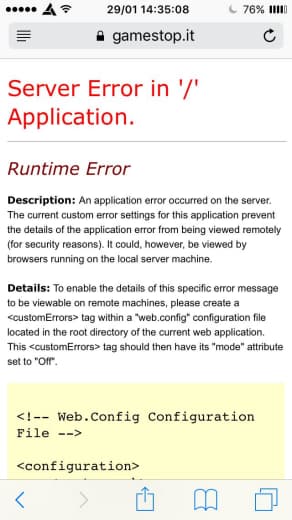 29/01 14:35:08
76%
gamestop.it
Server Error in '/'
Application.
Runtime Error
Description: An application error occurred on the server.
The current custom error settings for this application prevent
the details of the application error from being viewed remotely
(for security reasons). It could, however, be viewed by
browsers running on the local server machine.
Details: To enable the details of this specific error message
to be viewable on remote machines, please create a
<customErrors> tag within a "web.config" configuration file
located in the root directory of the current web application.
This <customErrors> tag should then have its "mode" attribute
set to "Off".
<!-- Web.Config Configuration
File -->
<configuration>